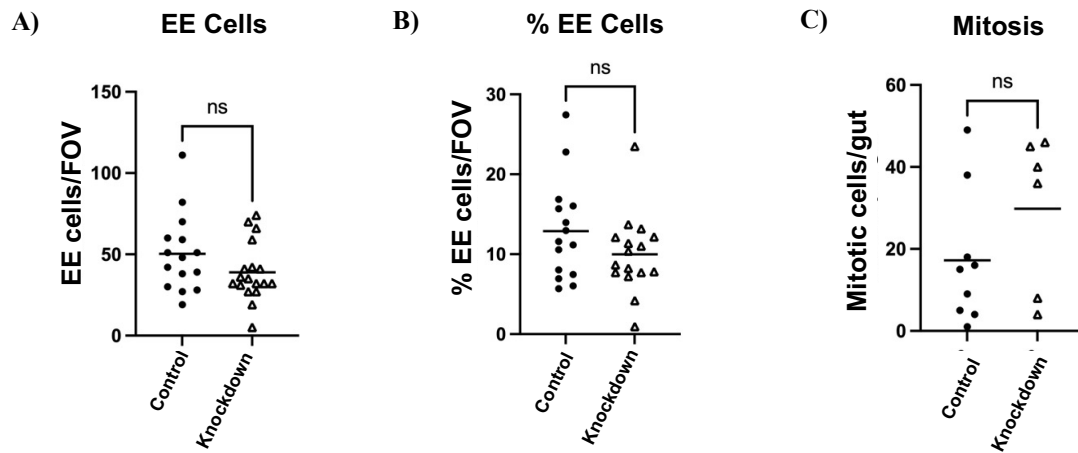 A)
EE Cells
ns
150
100
50
0
EE cells/FOV
Control
Knockdown
B)
% EE Cells
ns
30
20
10
0
% EE cells/FOV
Control
Knockdown
C)
Mitosis
ns
60
40
20
0
Mitotic cells/gut
Control
Knockdown